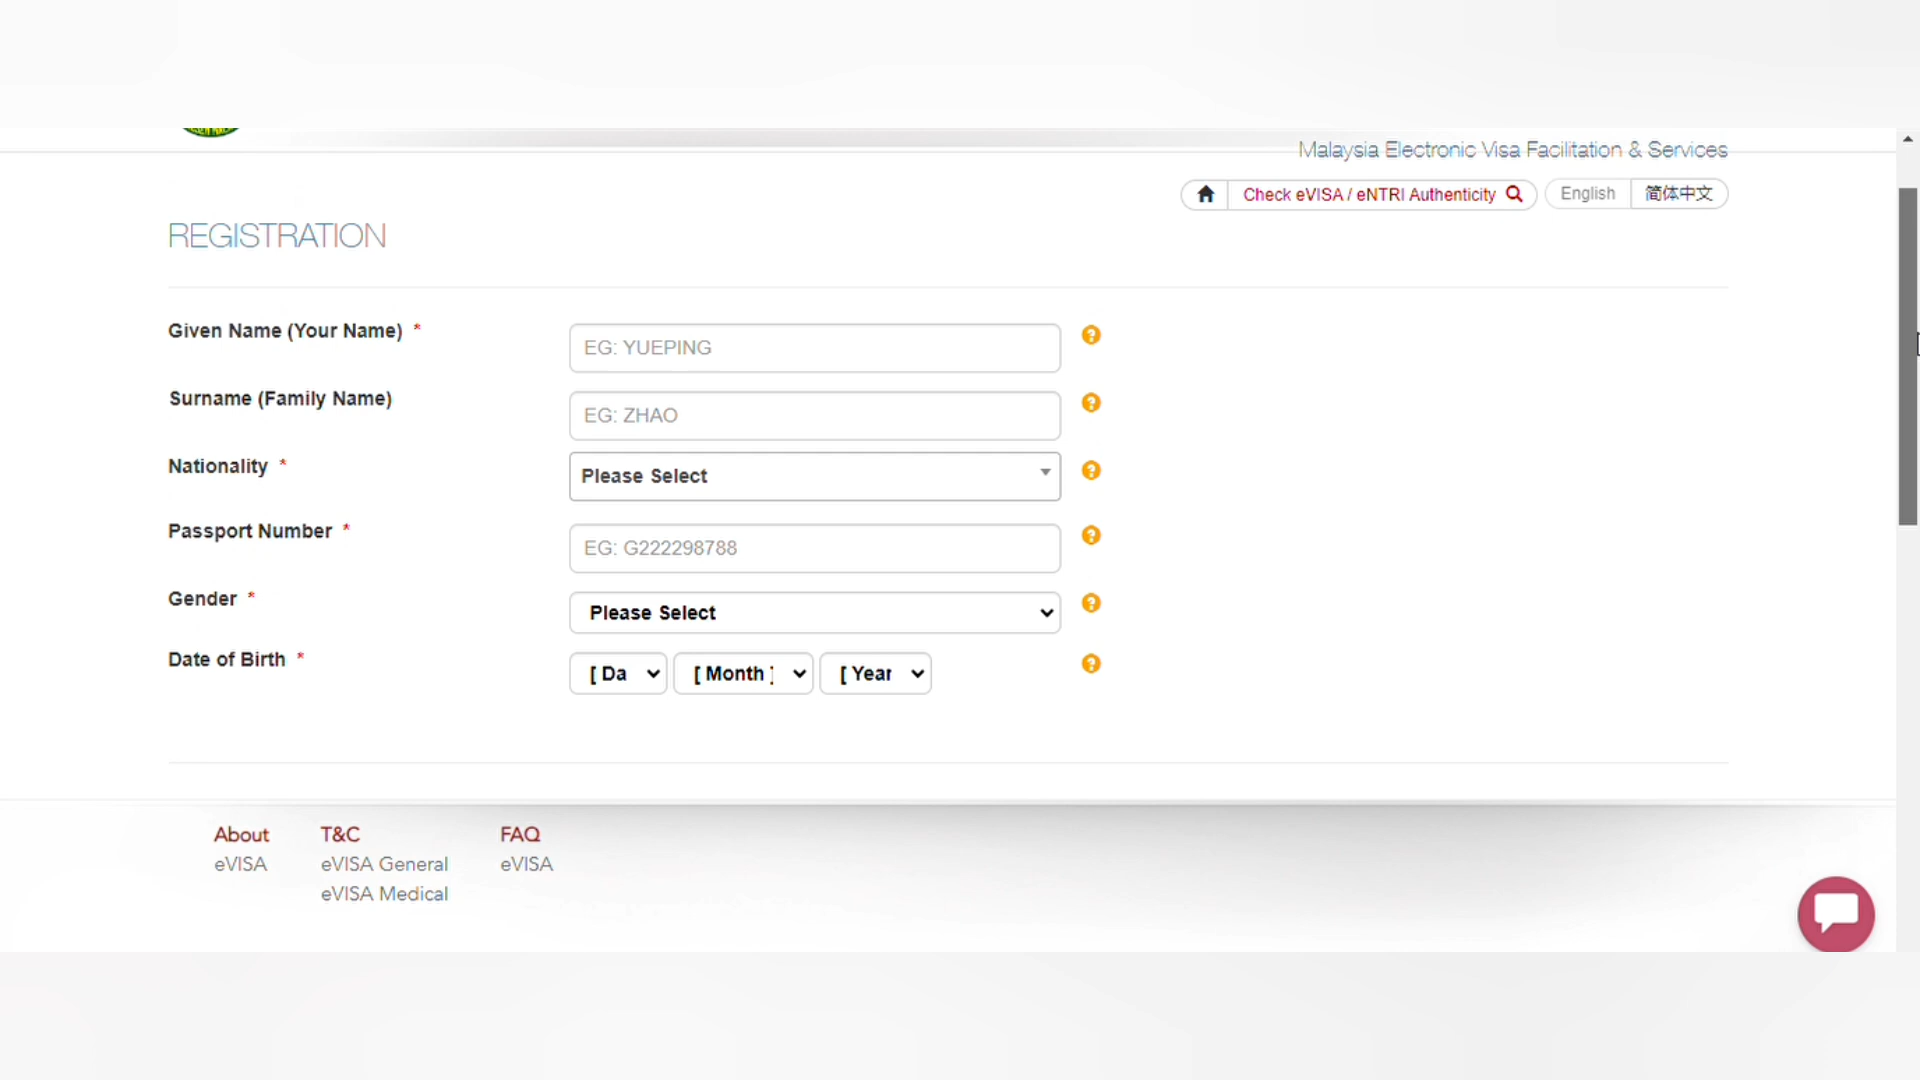 Malaysia Electronic Visa Facilitation & Services
Check eVISA / eNTRI Authenticity
English
简体中文
REGISTRATION
Given Name (Your Name) *
EG: YUEPING
Surname (Family Name)
EG: ZHAO
Nationality *
Please Select
Passport Number *
EG: G222298788
Gender *
Please Select
Date of Birth *
[ Da
[ Month ]
[ Year
About
T&C
FAQ
eVISA
eVISA General
eVISA
eVISA Medical